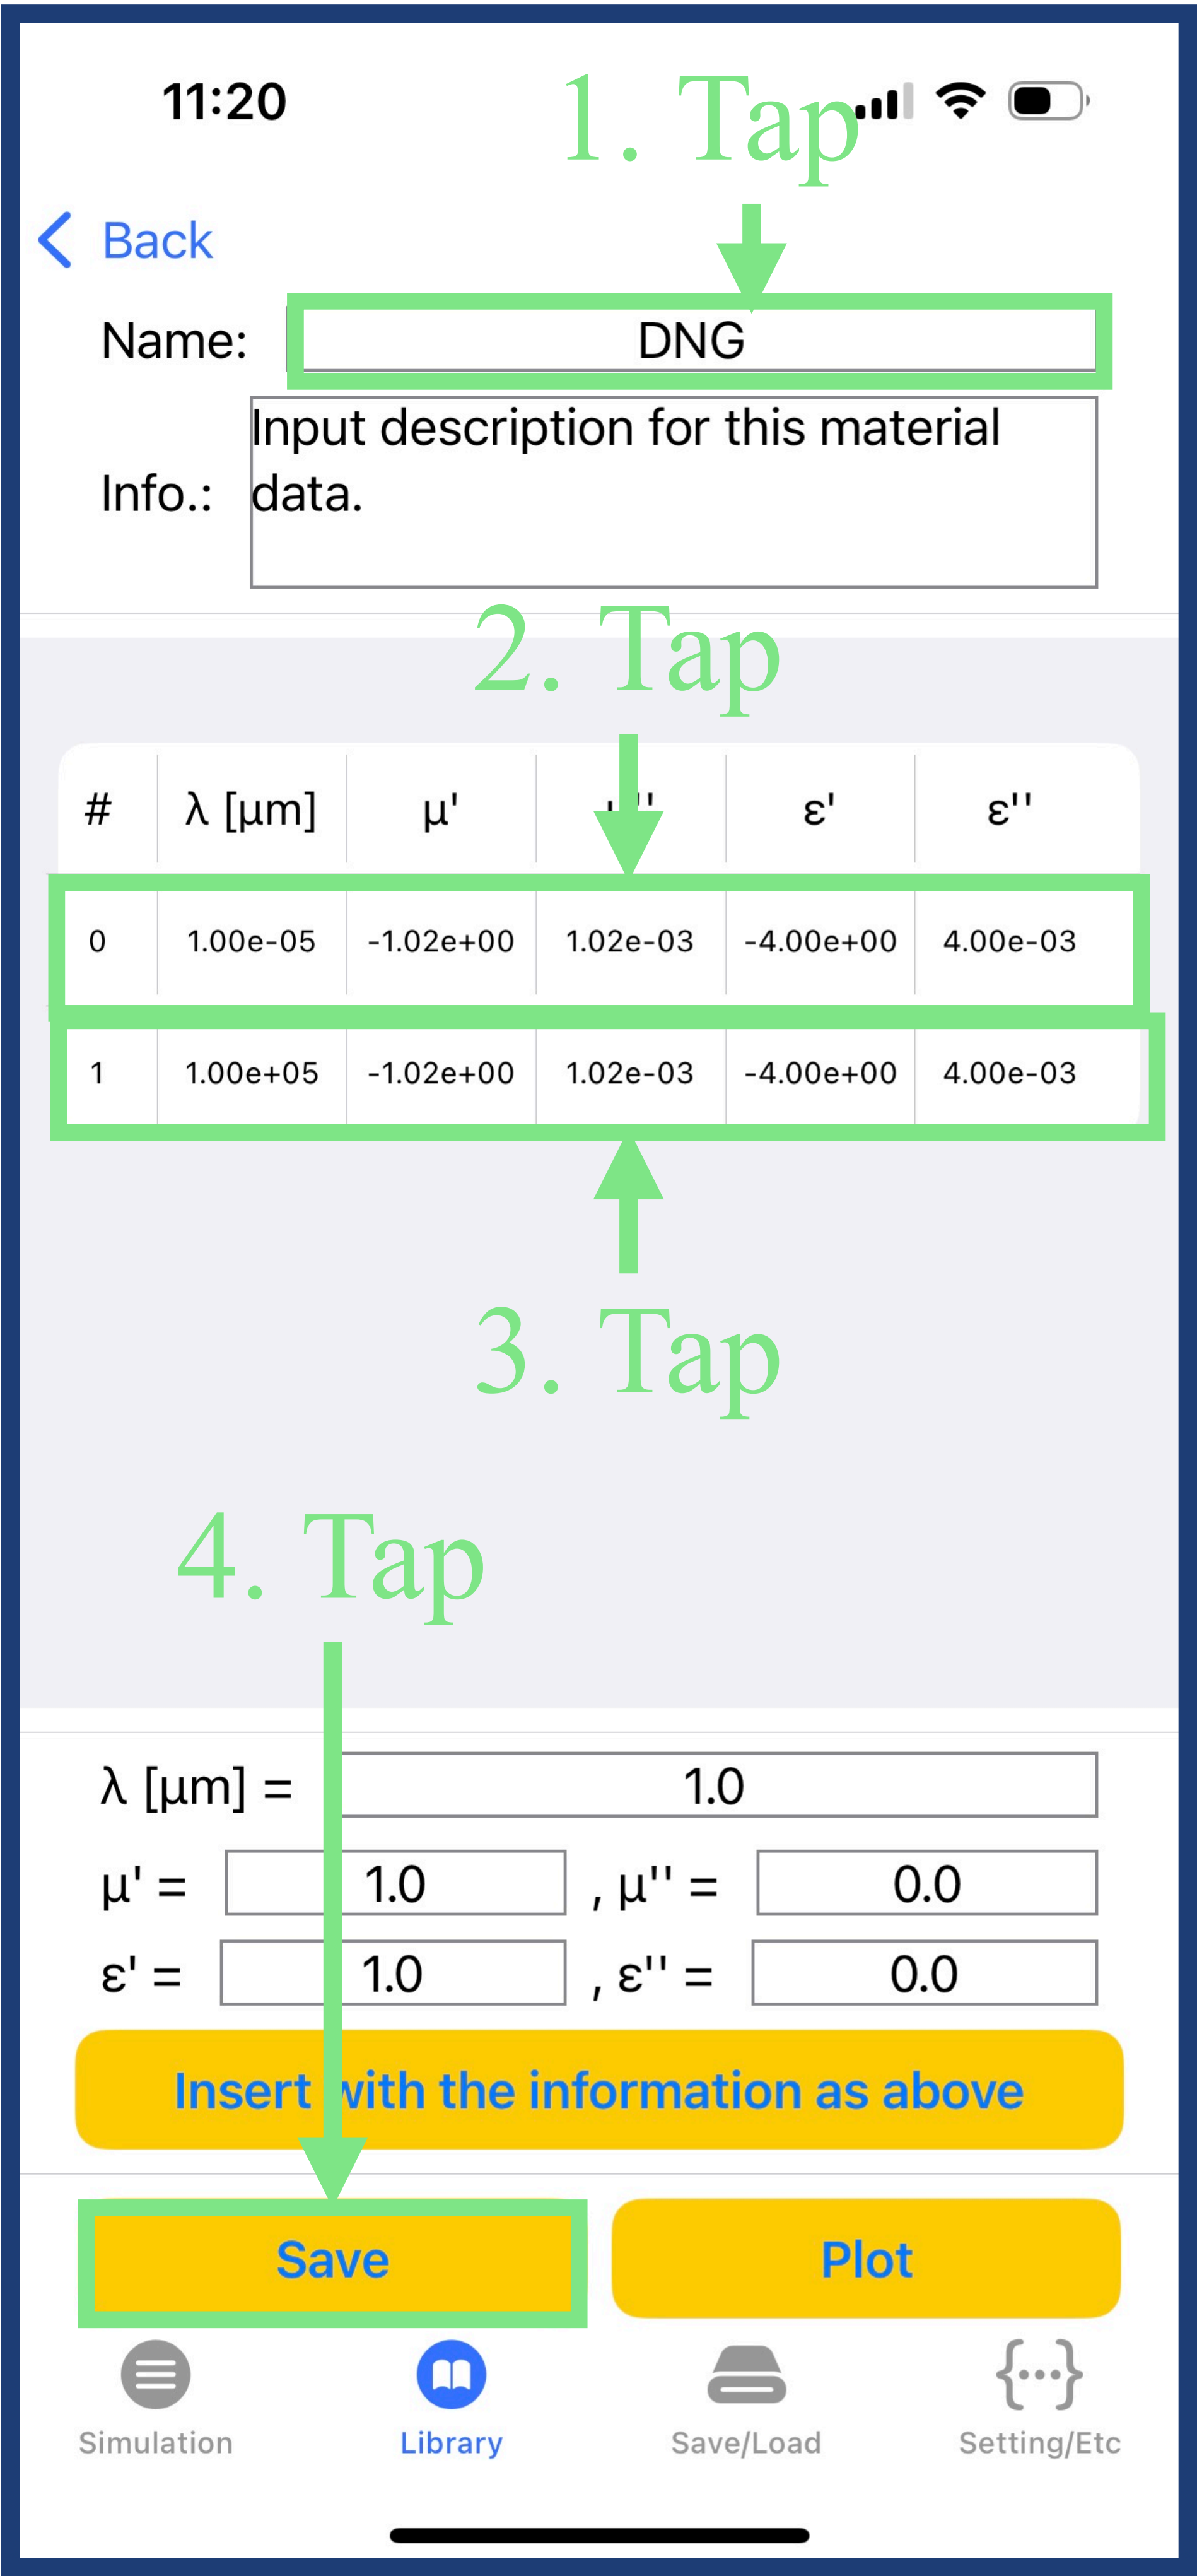 11:20
1. Tap
Back
Name: DNG
Input description for this material
Info.: data.
2. Tap
# λ [μm] μ' ε' ε''
0 1.00e-05 -1.02e+00 1.02e-03 -4.00e+00 4.00e-03
1 1.00e+05 -1.02e+00 1.02e-03 -4.00e+00 4.00e-03
3. Tap
4. Tap
λ [μm] = 1.0
μ' = 1.0 , μ'' = 0.0
ε' = 1.0 , ε'' = 0.0
Insert with the information as above
Save Plot
Simulation Library Save/Load Setting/Etc